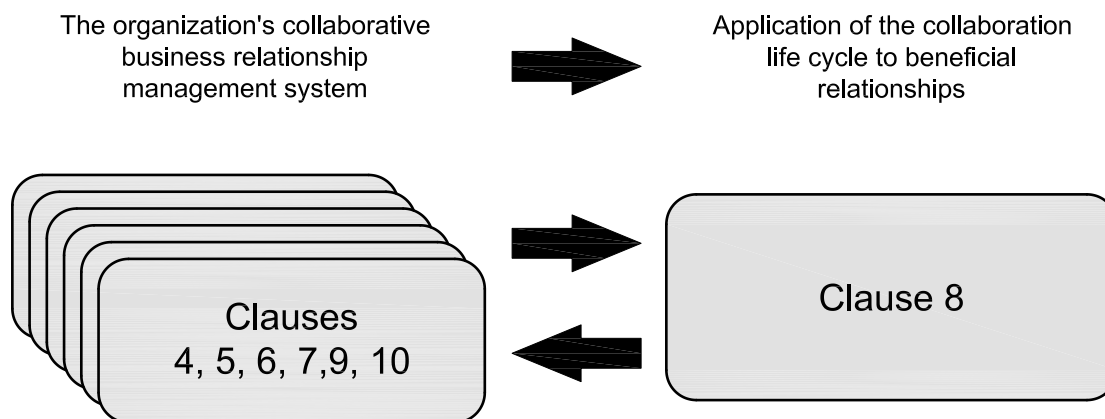 The organization's collaborative
business relationship
management system
Application of the collaboration
life cycle to beneficial
relationships
Clauses
4, 5, 6, 7,9, 10
Clause 8